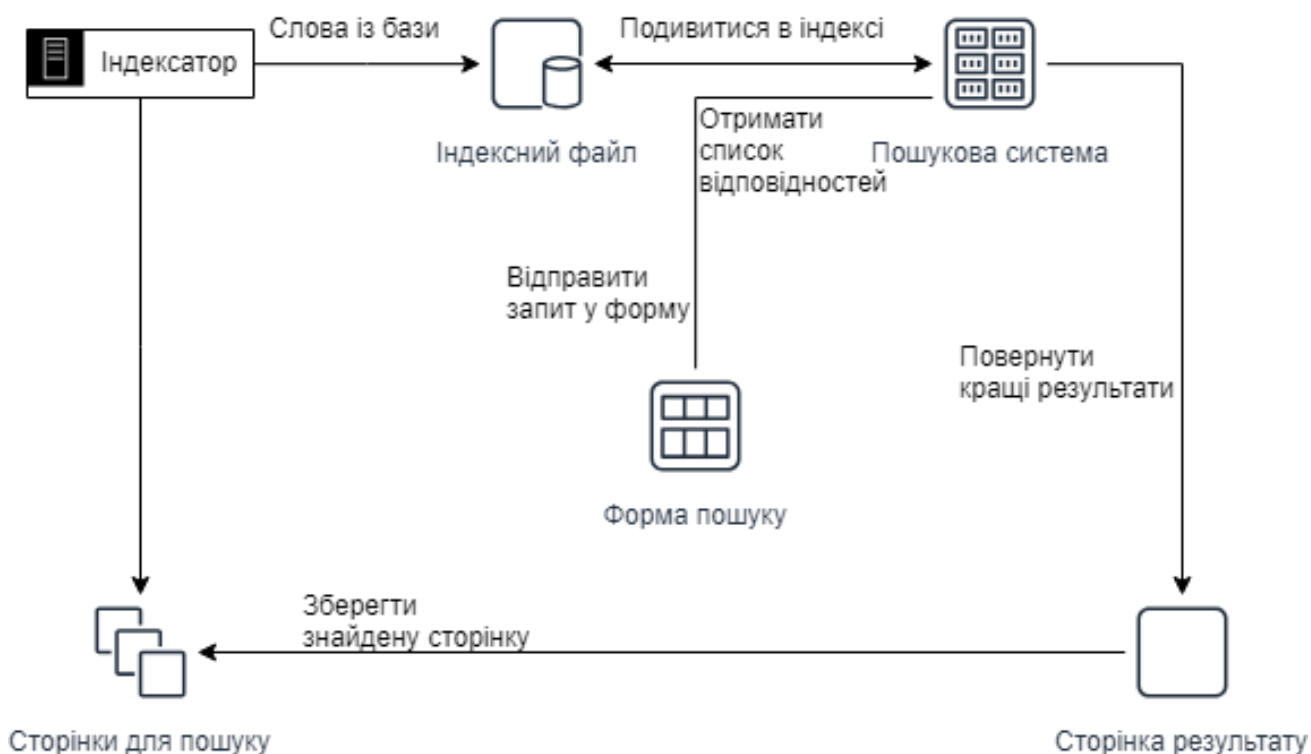 Слова із бази
Подивитися в індексі
Індексатор
Індексний файл
Отримати
список
відповідностей
Пошукова система
Відправити
запит у форму
Повернути
кращі результати
Форма пошуку
Зберегти
знайдену сторінку
Сторінки для пошуку
Сторінка результату